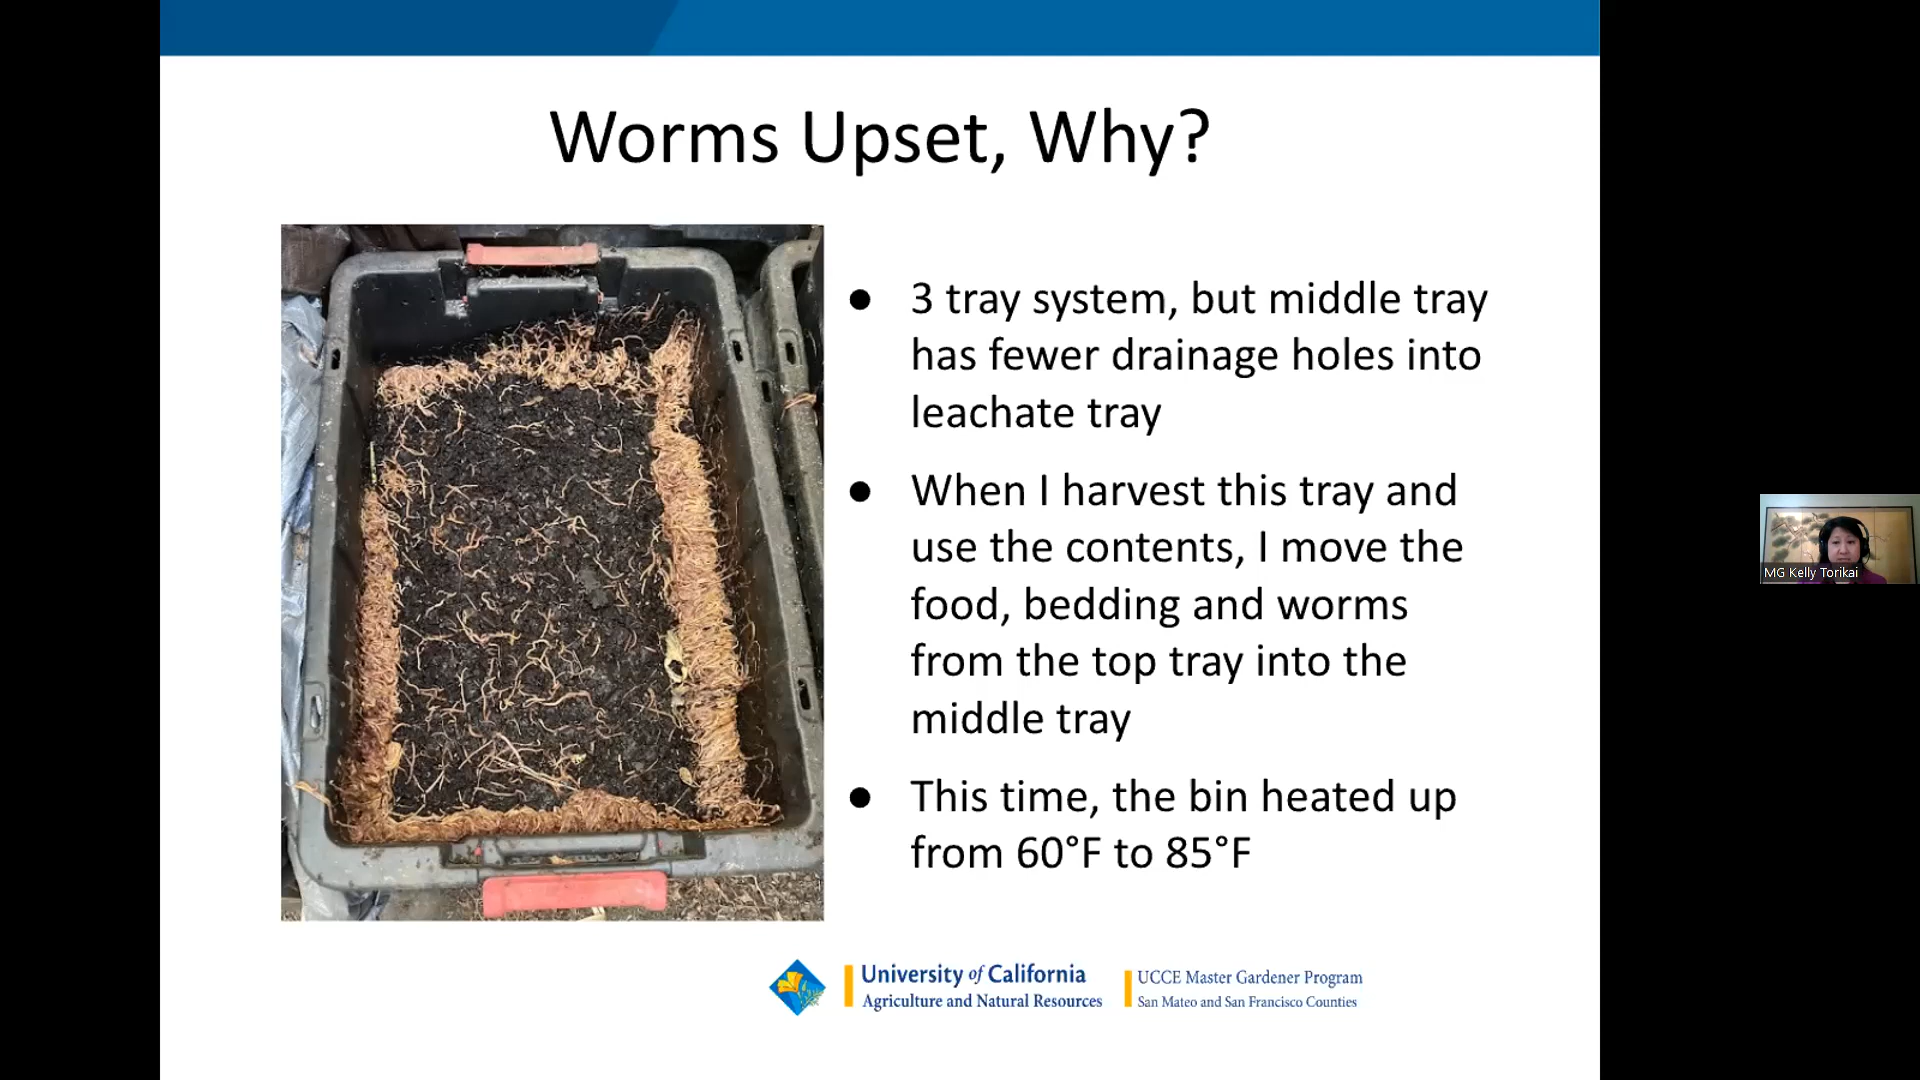 Worms Upset, Why?
● 3 tray system, but middle tray
has fewer drainage holes into
leachate tray
● When I harvest this tray and
use the contents, I move the
food, bedding and worms
from the top tray into the
middle tray
● This time, the bin heated up
from 60°F to 85°F
MG Kelly Torikai
University of California
Agriculture and Natural Resources
UCCE Master Gardener Program
San Mateo and San Francisco Counties